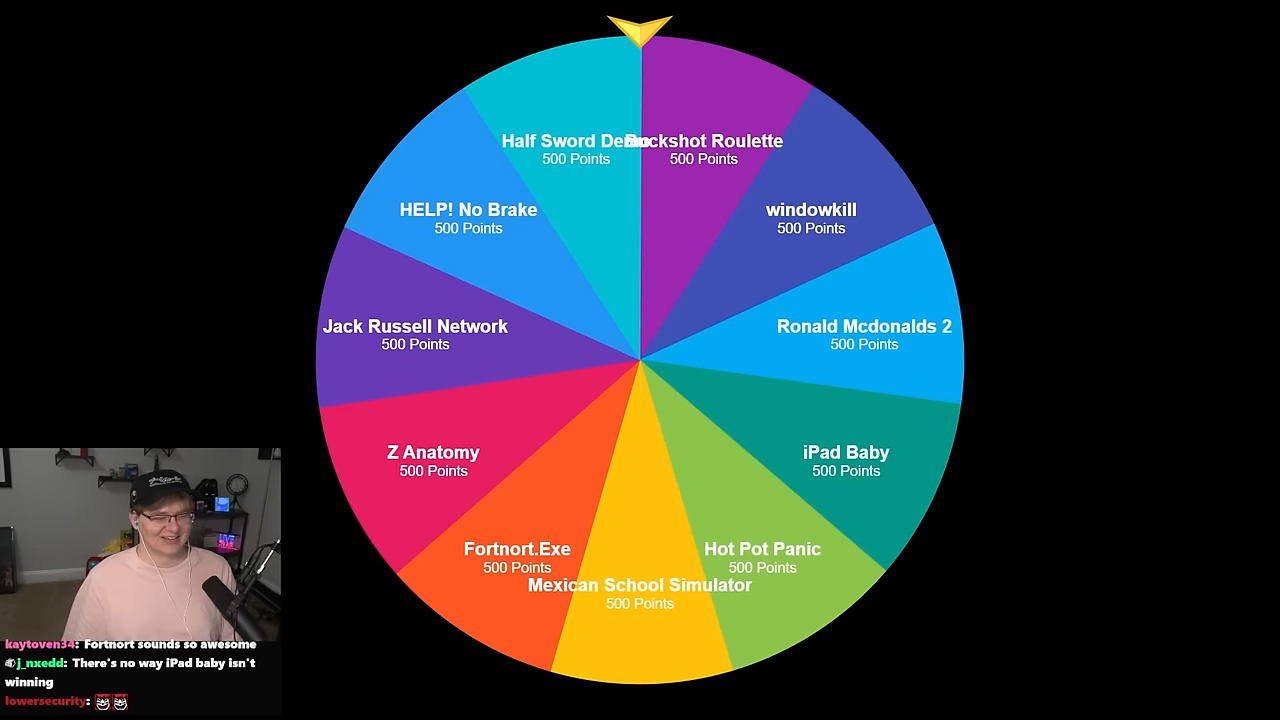 Half Sword Demo
500 Points
Buckshot Roulette
500 Points
HELP! No Brake
500 Points
windowkill
500 Points
Jack Russell Network
500 Points
Ronald Mcdonalds 2
500 Points
Z Anatomy
500 Points
iPad Baby
500 Points
Fortnort.Exe
500 Points
Hot Pot Panic
500 Points
Mexican School Simulator
500 Points
kaytoven34: Fortnort sounds so awesome
j_nxedd: There's no way iPad baby isn't
winning
lowersecurity: